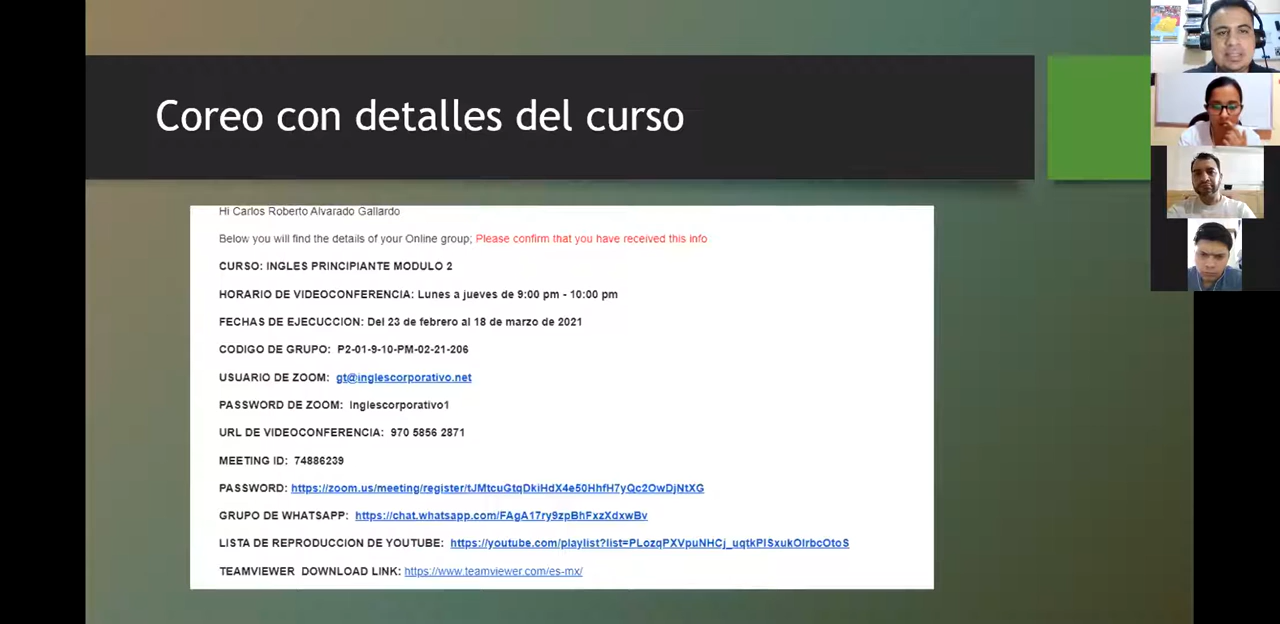 Coreo con detalles del curso
Hi Carlos Roberto Alvarado Gallardo
Below you will find the details of your Online group; Please confirm that you have received this info
CURSO: INGLES PRINCIPIANTE MODULO 2
HORARIO DE VIDEOCONFERENCIA: Lunes a jueves de 9:00 pm - 10:00 pm
FECHAS DE EJECUCCION: Del 23 de febrero al 18 de marzo de 2021
CODIGO DE GRUPO: P2-01-9-10-PM-02-21-206
USUARIO DE ZOOM: gt@inglescorporativo.net
PASSWORD DE ZOOM: Inglescorporativo1
URL DE VIDEOCONFERENCIA: 970 5856 2871
MEETING ID: 74886239
PASSWORD: https://zoom.us/meeting/register/tJMtcuGtqDkiHdX4e50HhfH7yQc2OwDjNtXG
GRUPO DE WHATSAPP: https://chat.whatsapp.com/FAgA17ry9zpBhFxzXdxwBv
LISTA DE REPRODUCCION DE YOUTUBE: https://youtube.com/playlist?list=PLozqPXVpuNHCj_uqtkPISxukOIrbcOtoS
TEAMVIEWER DOWNLOAD LINK: https://www.teamviewer.com/es-mx/